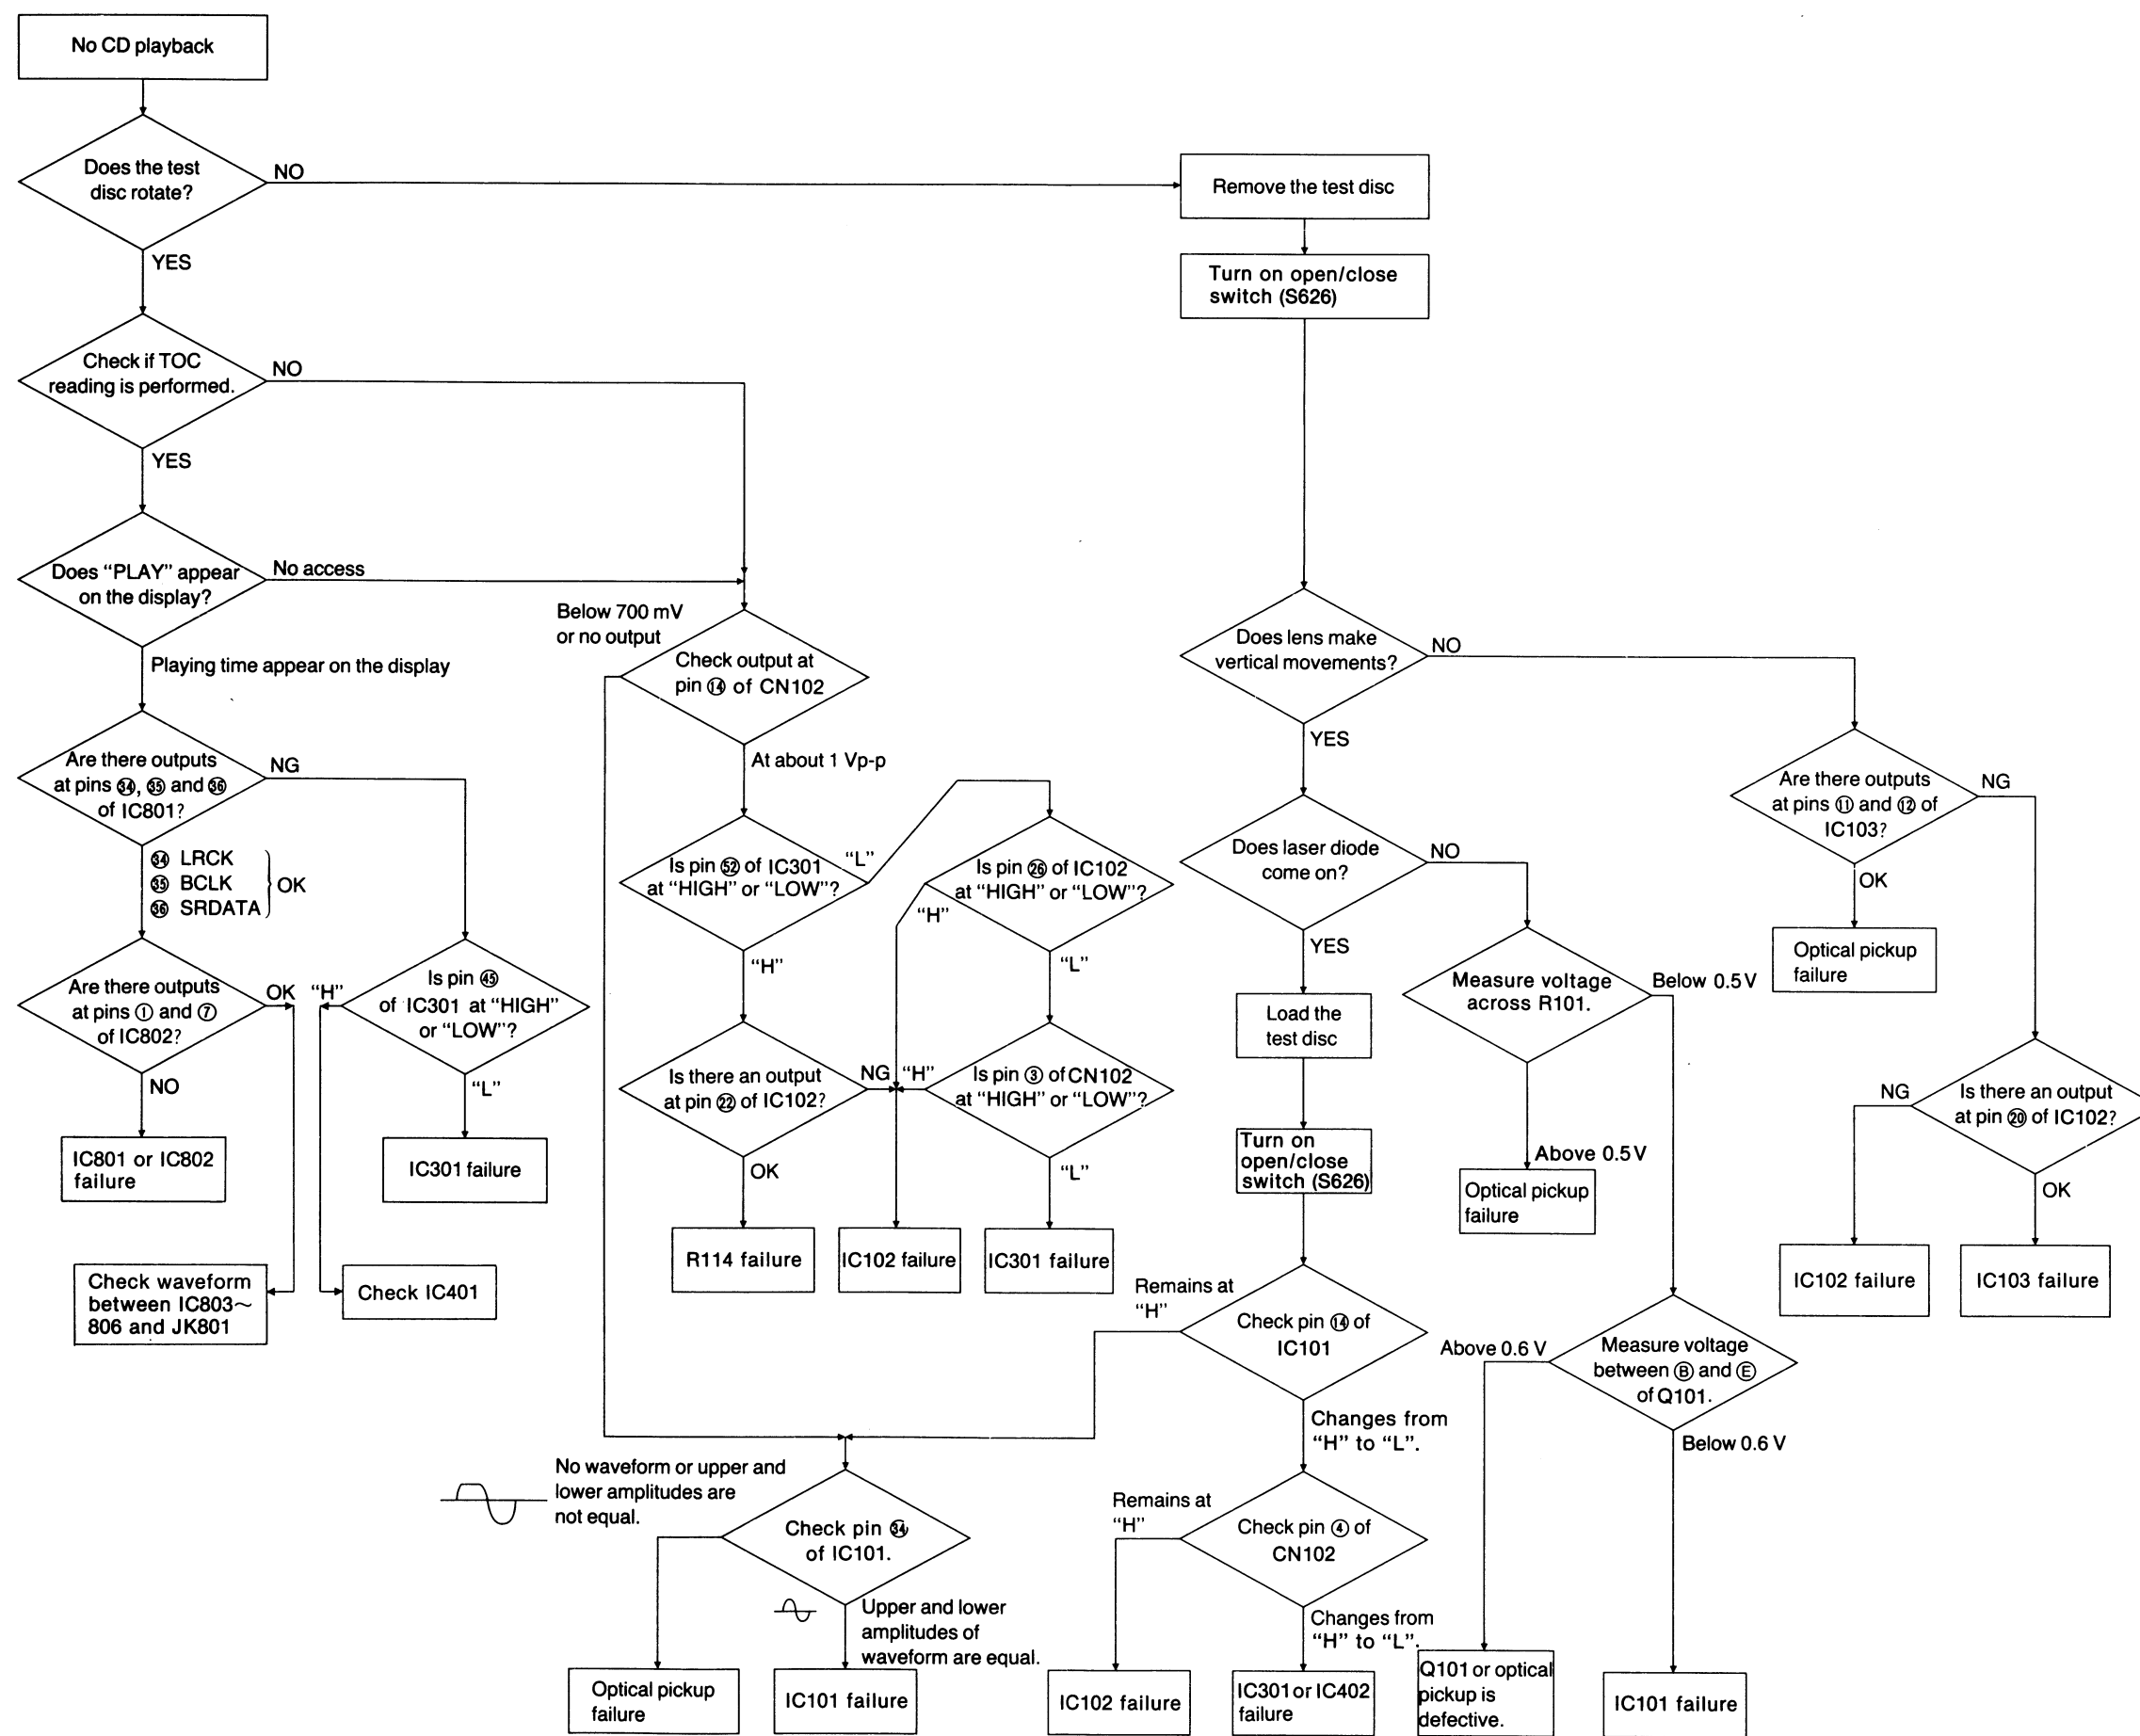 No CD playback
Does the test
disc rotate?
NO
YES
Remove the test disc
Turn on open/close
switch (S626)
Check if TOC
reading is performed.
NO
YES
Does “PLAY” appear
on the display?
No access
Playing time appear on the display
Below 700 mV
or no output
Check output at
pin ⑭ of CN102
At about 1 Vp-p
Does lens make
vertical movements?
NO
YES
Are there outputs
at pins ㉞, ㉟ and ㊱
of IC801?
NG
㉞ LRCK
㉟ BCLK
㊱ SRDATA
OK
Is pin 52 of IC301
at “HIGH” or “LOW”?
“L”
“H”
Is pin ㉖ of IC102
at “HIGH” or “LOW”?
“H”
“L”
Does laser diode
come on?
NO
YES
Are there outputs
at pins ⑪ and ⑫ of
IC103?
NG
OK
Optical pickup
failure
Are there outputs
at pins ① and ⑦
of IC802?
OK
NO
Is pin ㊺
of IC301 at “HIGH”
or “LOW”?
“H”
“L”
Load the
test disc
Measure voltage
across R101.
Below 0.5V
Above 0.5V
Is there an output
at pin ㉒ of IC102?
NG
OK
Is pin ③ of CN102
at “HIGH” or “LOW”?
“H”
“L”
Is there an output
at pin ⑳ of IC102?
NG
OK
IC801 or IC802
failure
IC301 failure
Turn on
open/close
switch (S626)
Optical pickup
failure
R114 failure
IC102 failure
IC301 failure
IC102 failure
IC103 failure
Check waveform
between IC803~
806 and JK801
Check IC401
Remains at
“H”
Check pin ⑭ of
IC101
Changes from
“H” to “L”.
Above 0.6 V
Measure voltage
between Ⓑ and Ⓔ
of Q101.
Below 0.6 V
No waveform or upper and
lower amplitudes are
not equal.
Check pin ㉞
of IC101.
Upper and lower
amplitudes of
waveform are equal.
Remains at
“H”
Check pin ④ of
CN102
Changes from
“H” to “L”.
Optical pickup
failure
IC101 failure
IC102 failure
IC301 or IC402
failure
Q101 or optical
pickup is
defective.
IC101 failure